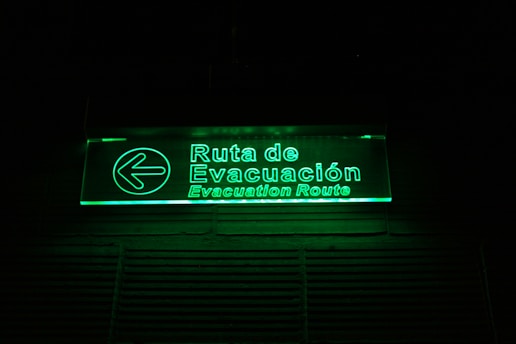 Ruta de
Evacuación
Evacuation Route